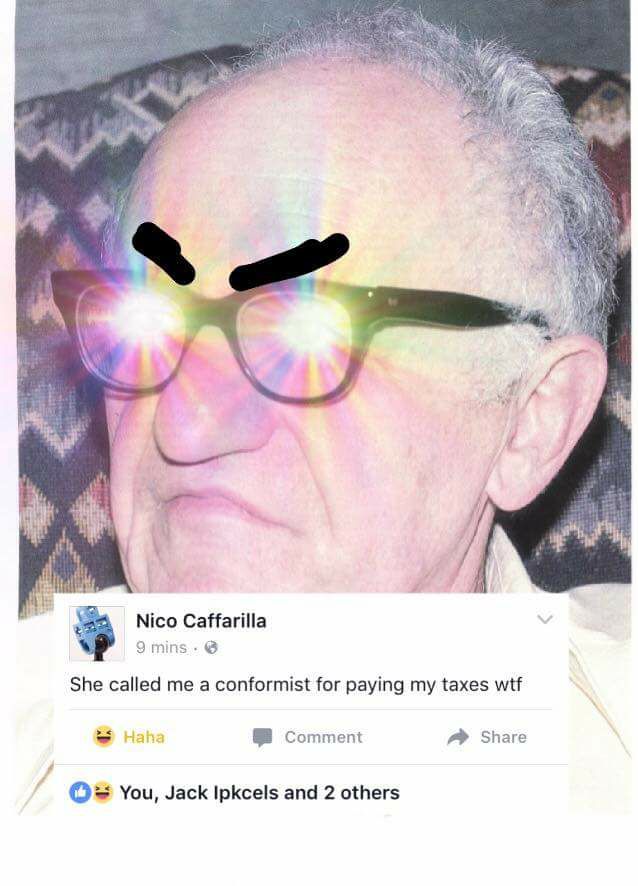 Nico Caffarilla
9 mins ·
She called me a conformist for paying my taxes wtf
Haha Comment Share
You, Jack Ipkcels and 2 others